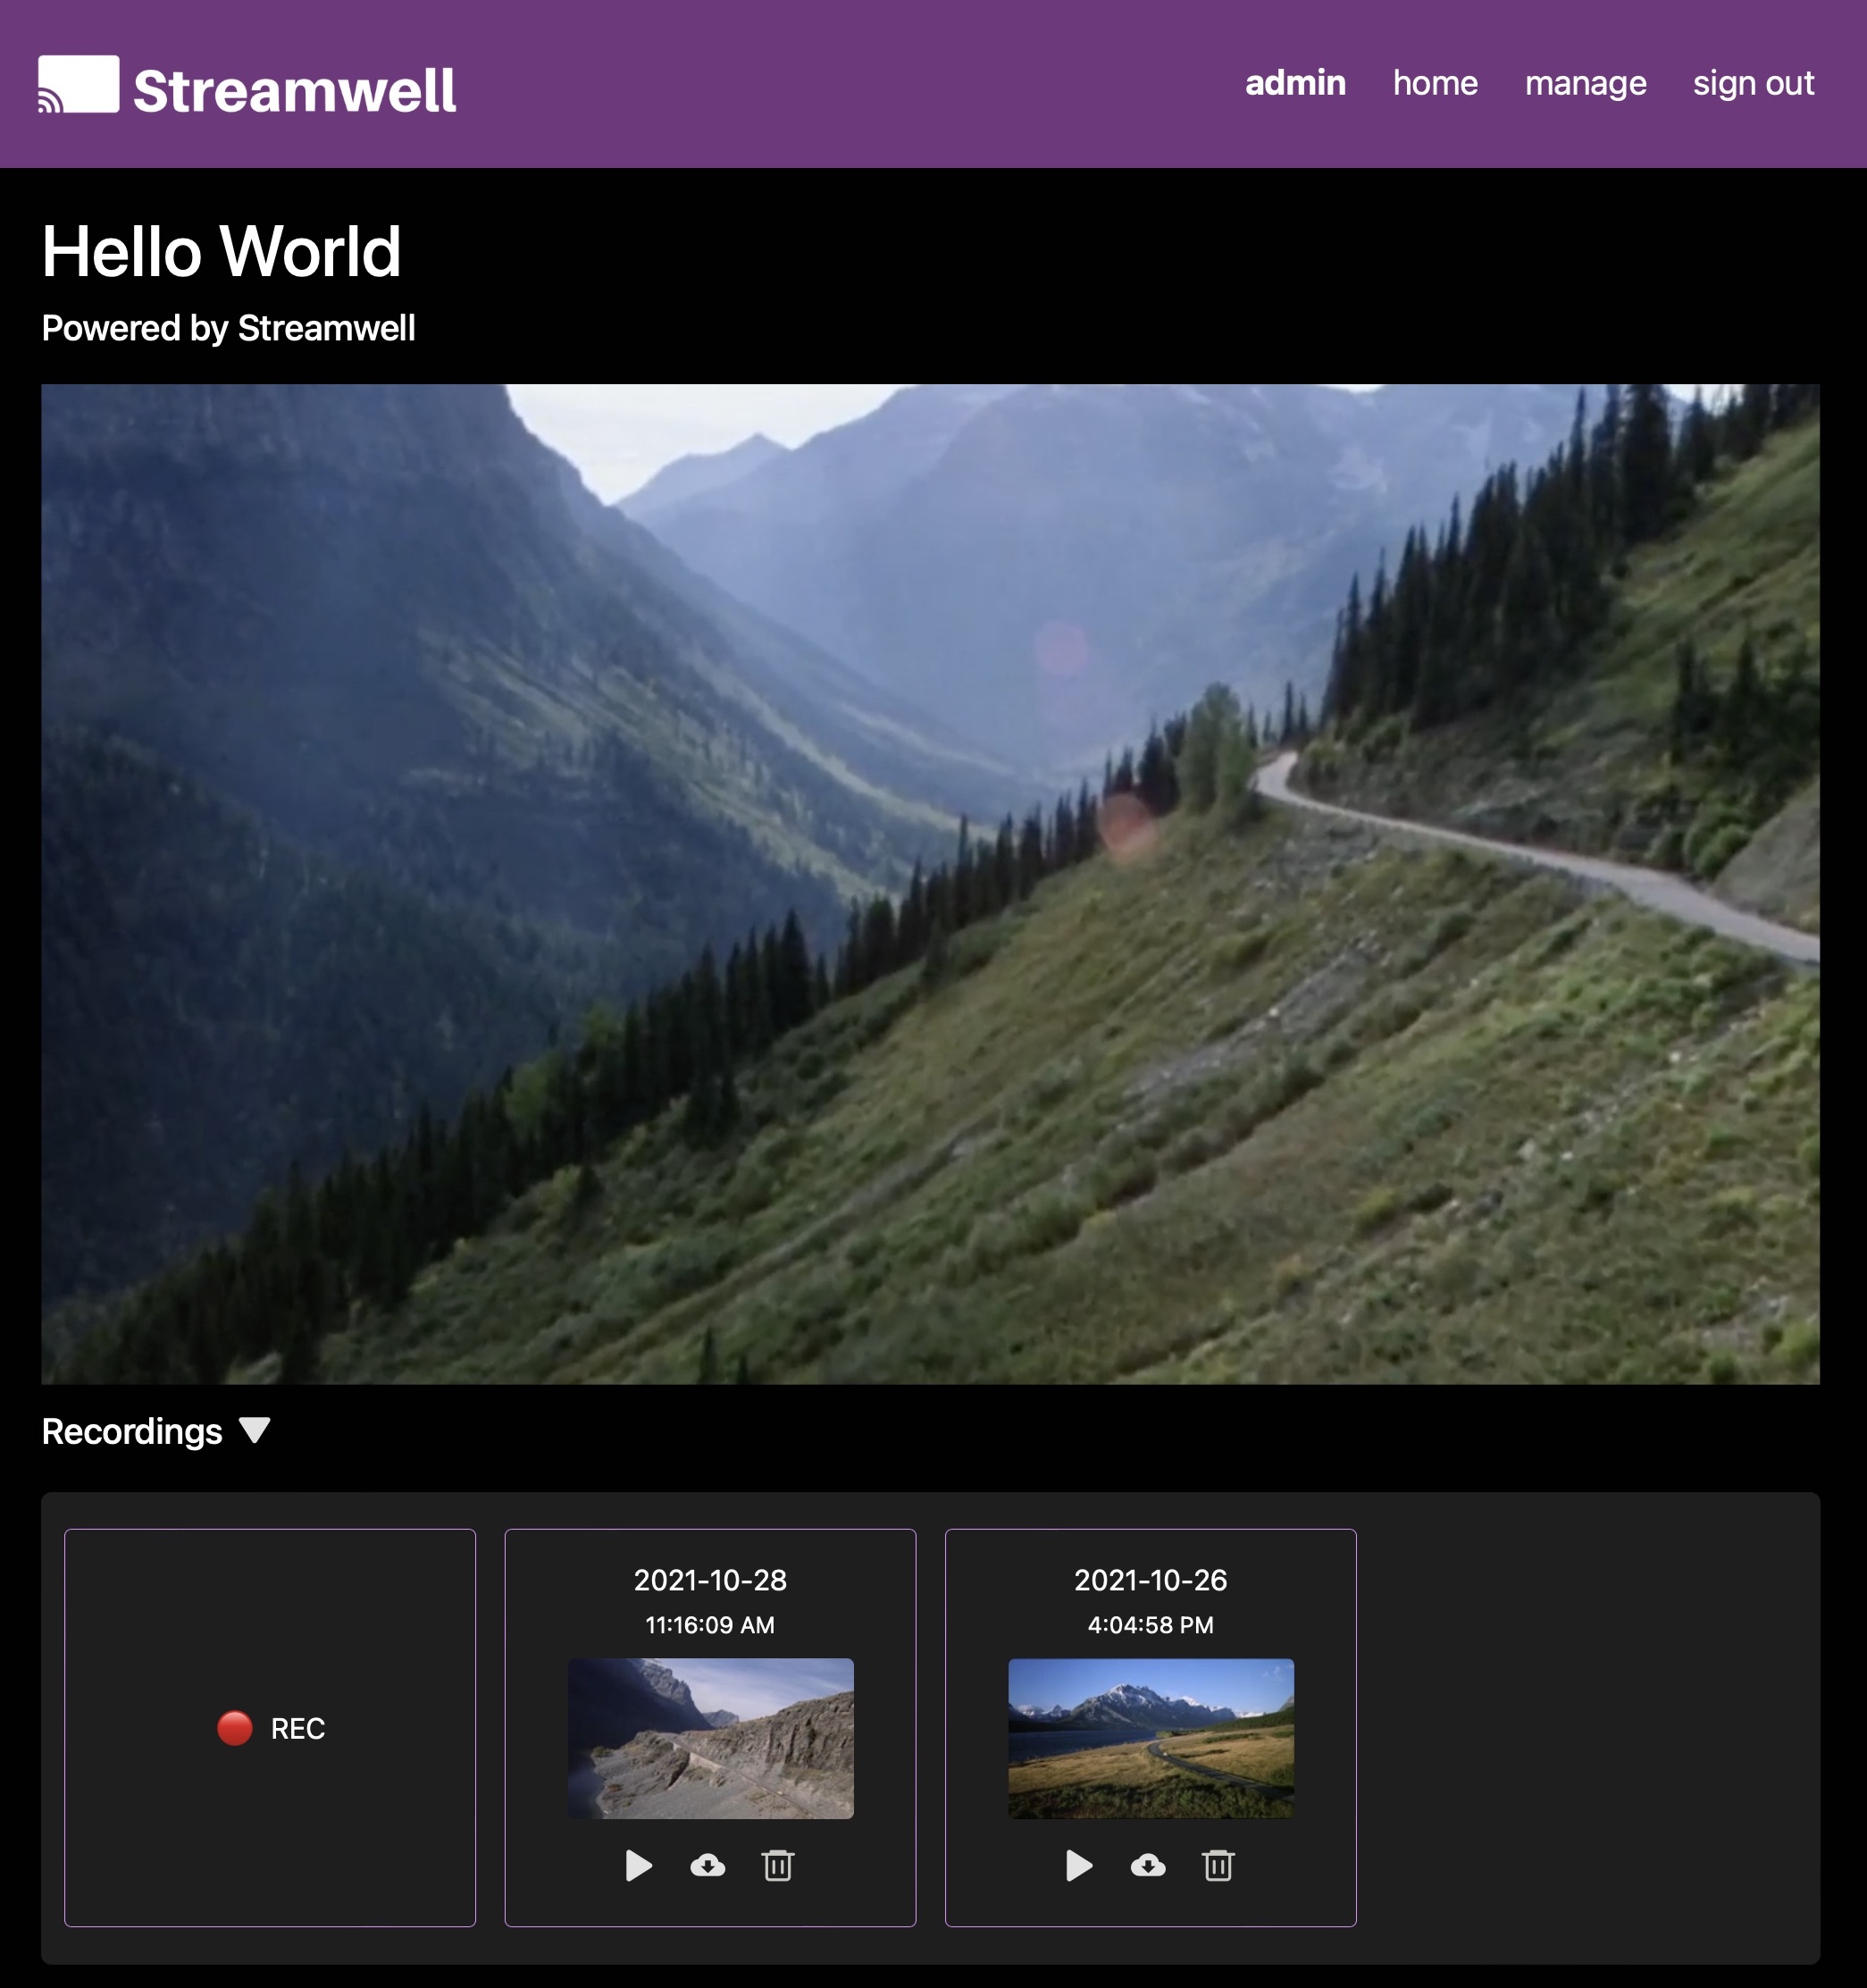 Streamwell
admin home manage sign out
Hello World
Powered by Streamwell
Recordings
REC
2021-10-28
11:16:09 AM
2021-10-26
4:04:58 PM